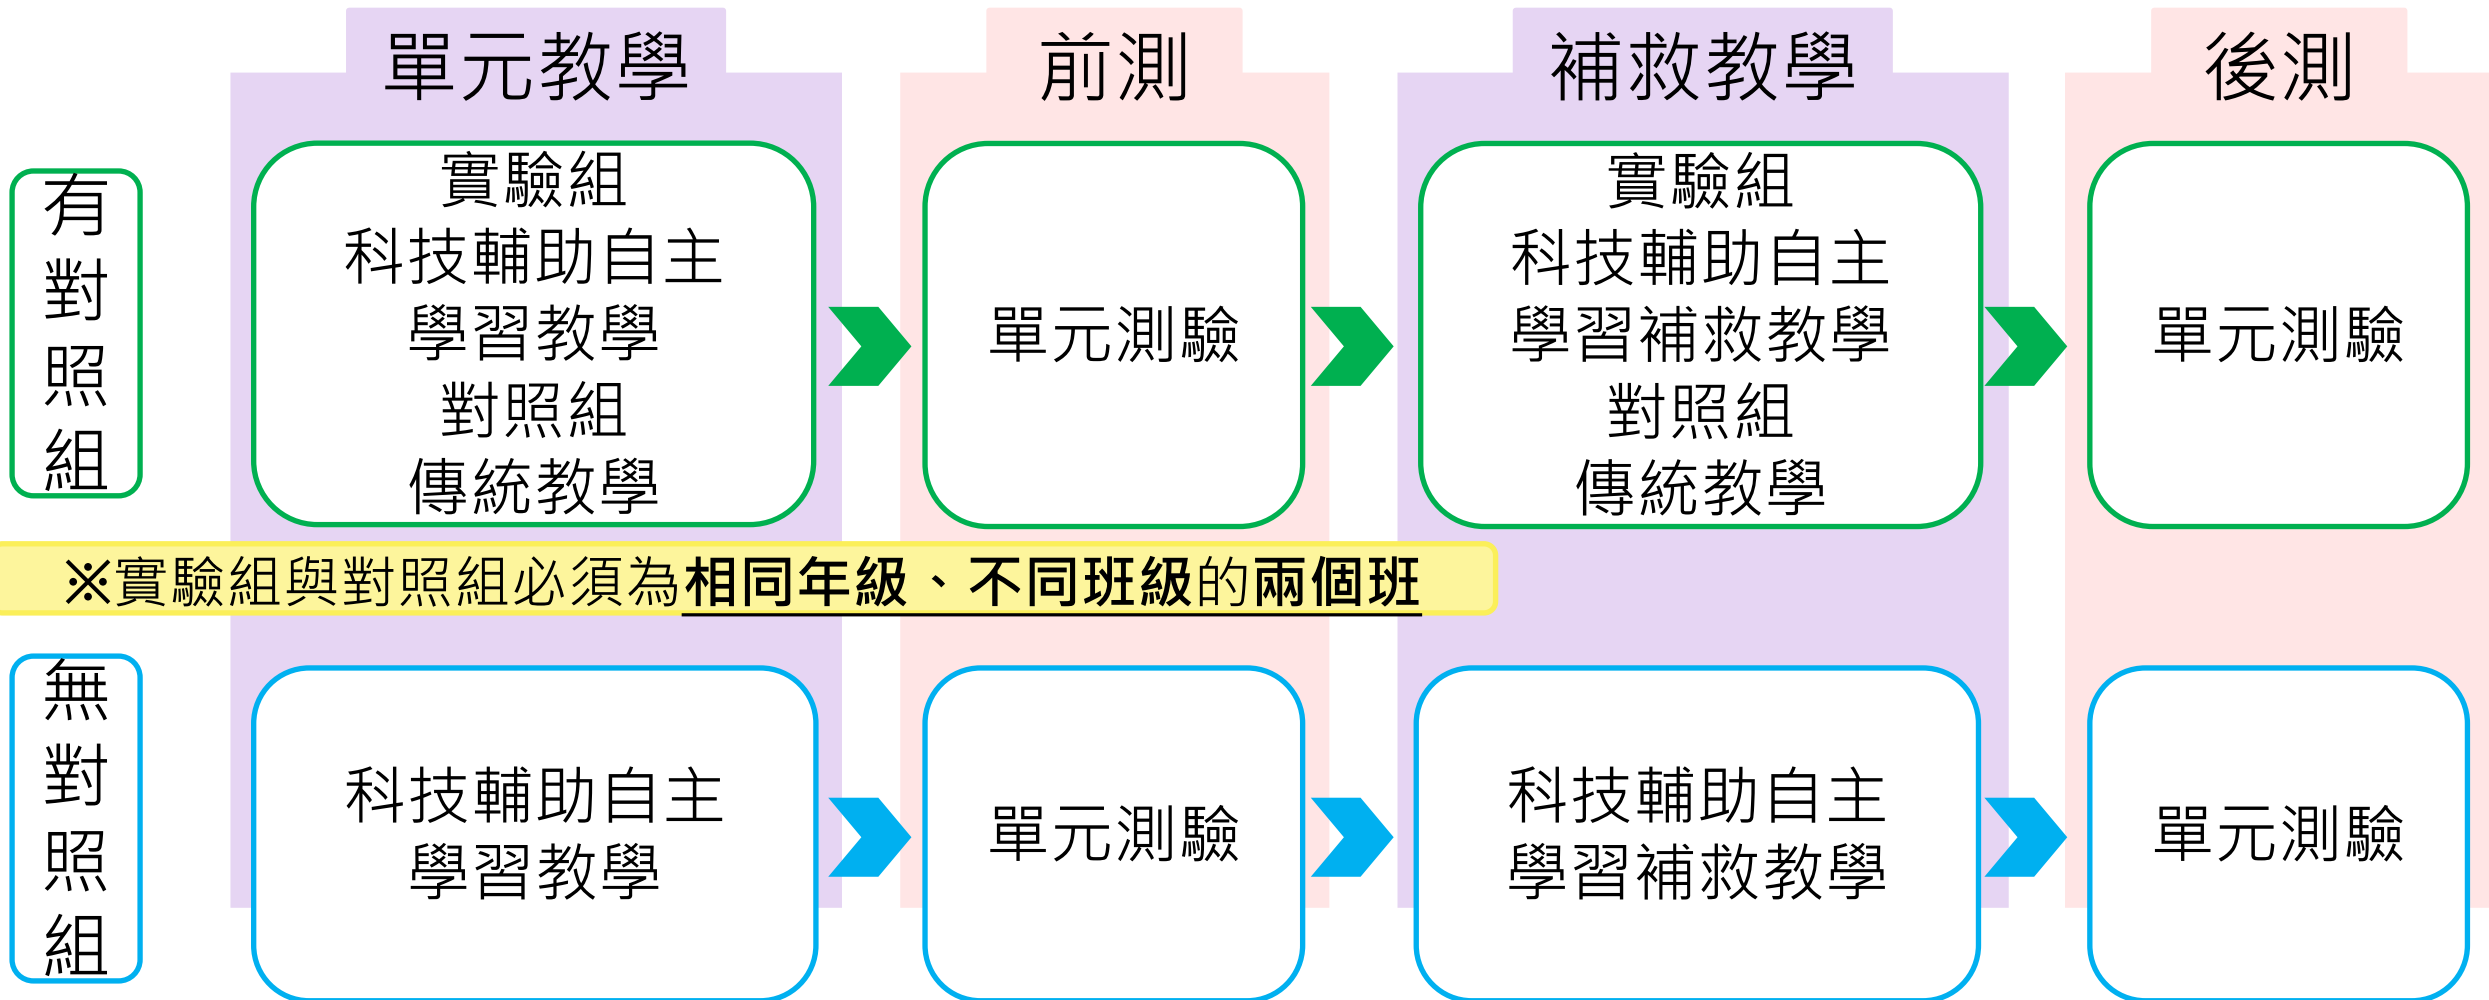 單元教學
前測
補救教學
後測
有
對
照
組
實驗組
科技輔助自主
學習教學
對照組
傳統教學
單元測驗
實驗組
科技輔助自主
學習補救教學
對照組
傳統教學
單元測驗
※實驗組與對照組必須為相同年級、不同班級的兩個班
無
對
照
組
科技輔助自主
學習教學
單元測驗
科技輔助自主
學習補救教學
單元測驗